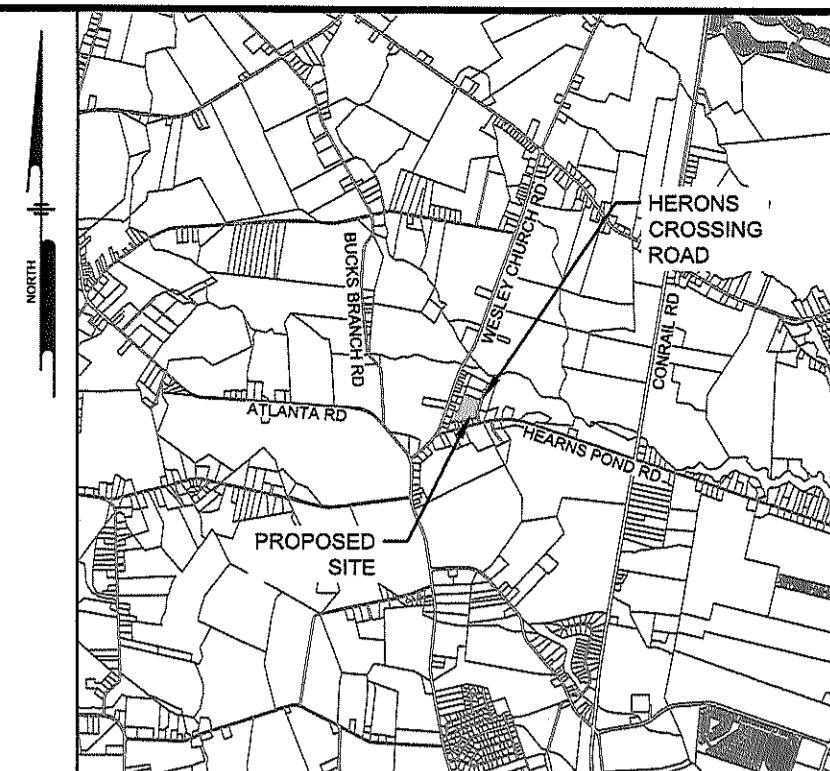 NORTH
HERONS
CROSSING
ROAD
WESLEY CHURCH RD
BUCKS BRANCH RD
CONRAIL RD
ATLANTA RD
HEARNS POND RD
PROPOSED
SITE